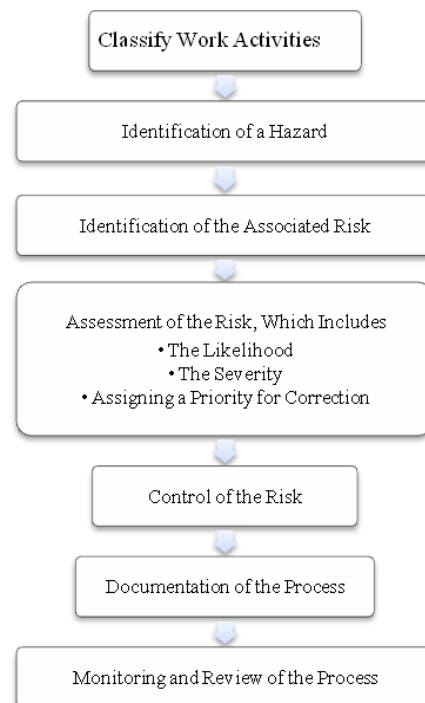 Classify Work Activities
Identification of a Hazard
Identification of the Associated Risk
Assessment of the Risk, Which Includes
• The Likelihood
• The Severity
• Assigning a Priority for Correction
Control of the Risk
Documentation of the Process
Monitoring and Review of the Process